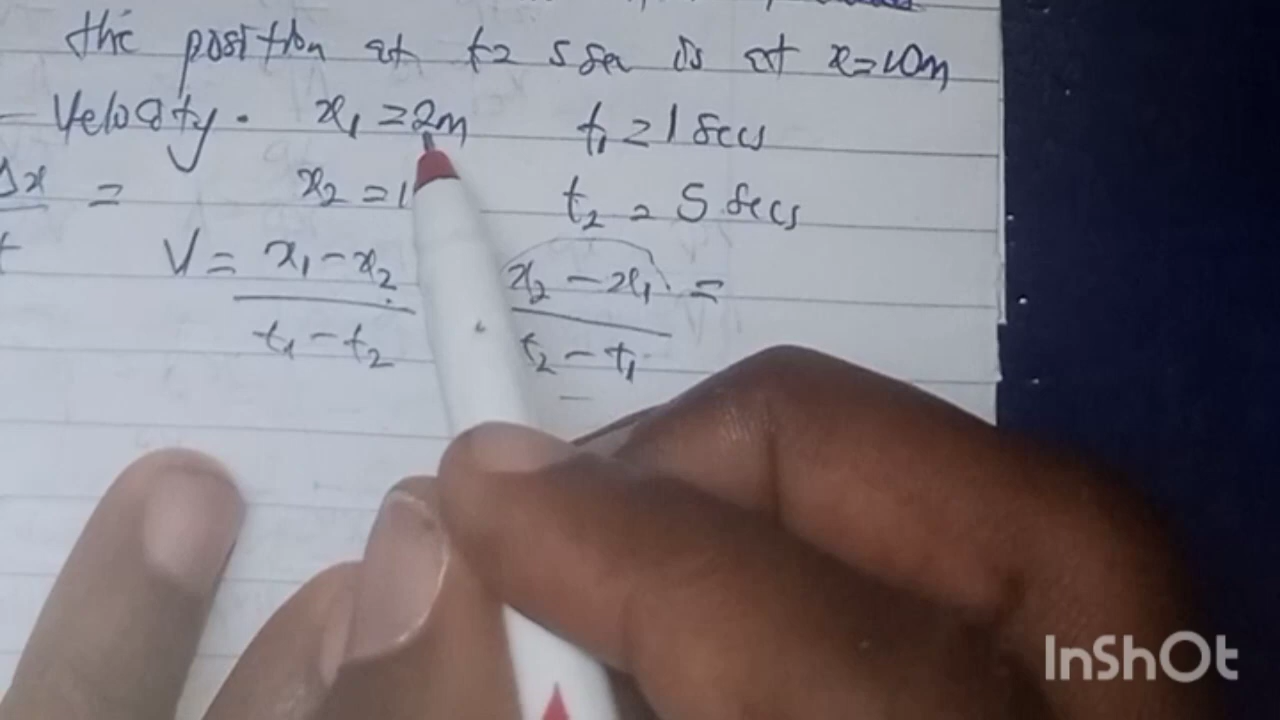 the position at t= 5 sec is at x=10m
- Velocity. x₁ = 2m t₁ = 1 secs
Δx = x₂ = 1 t₂ = 5 secs
t V = x₁ - x₂ x₂ - x₁ =
t₁ - t₂ t₂ - t₁
InShOt